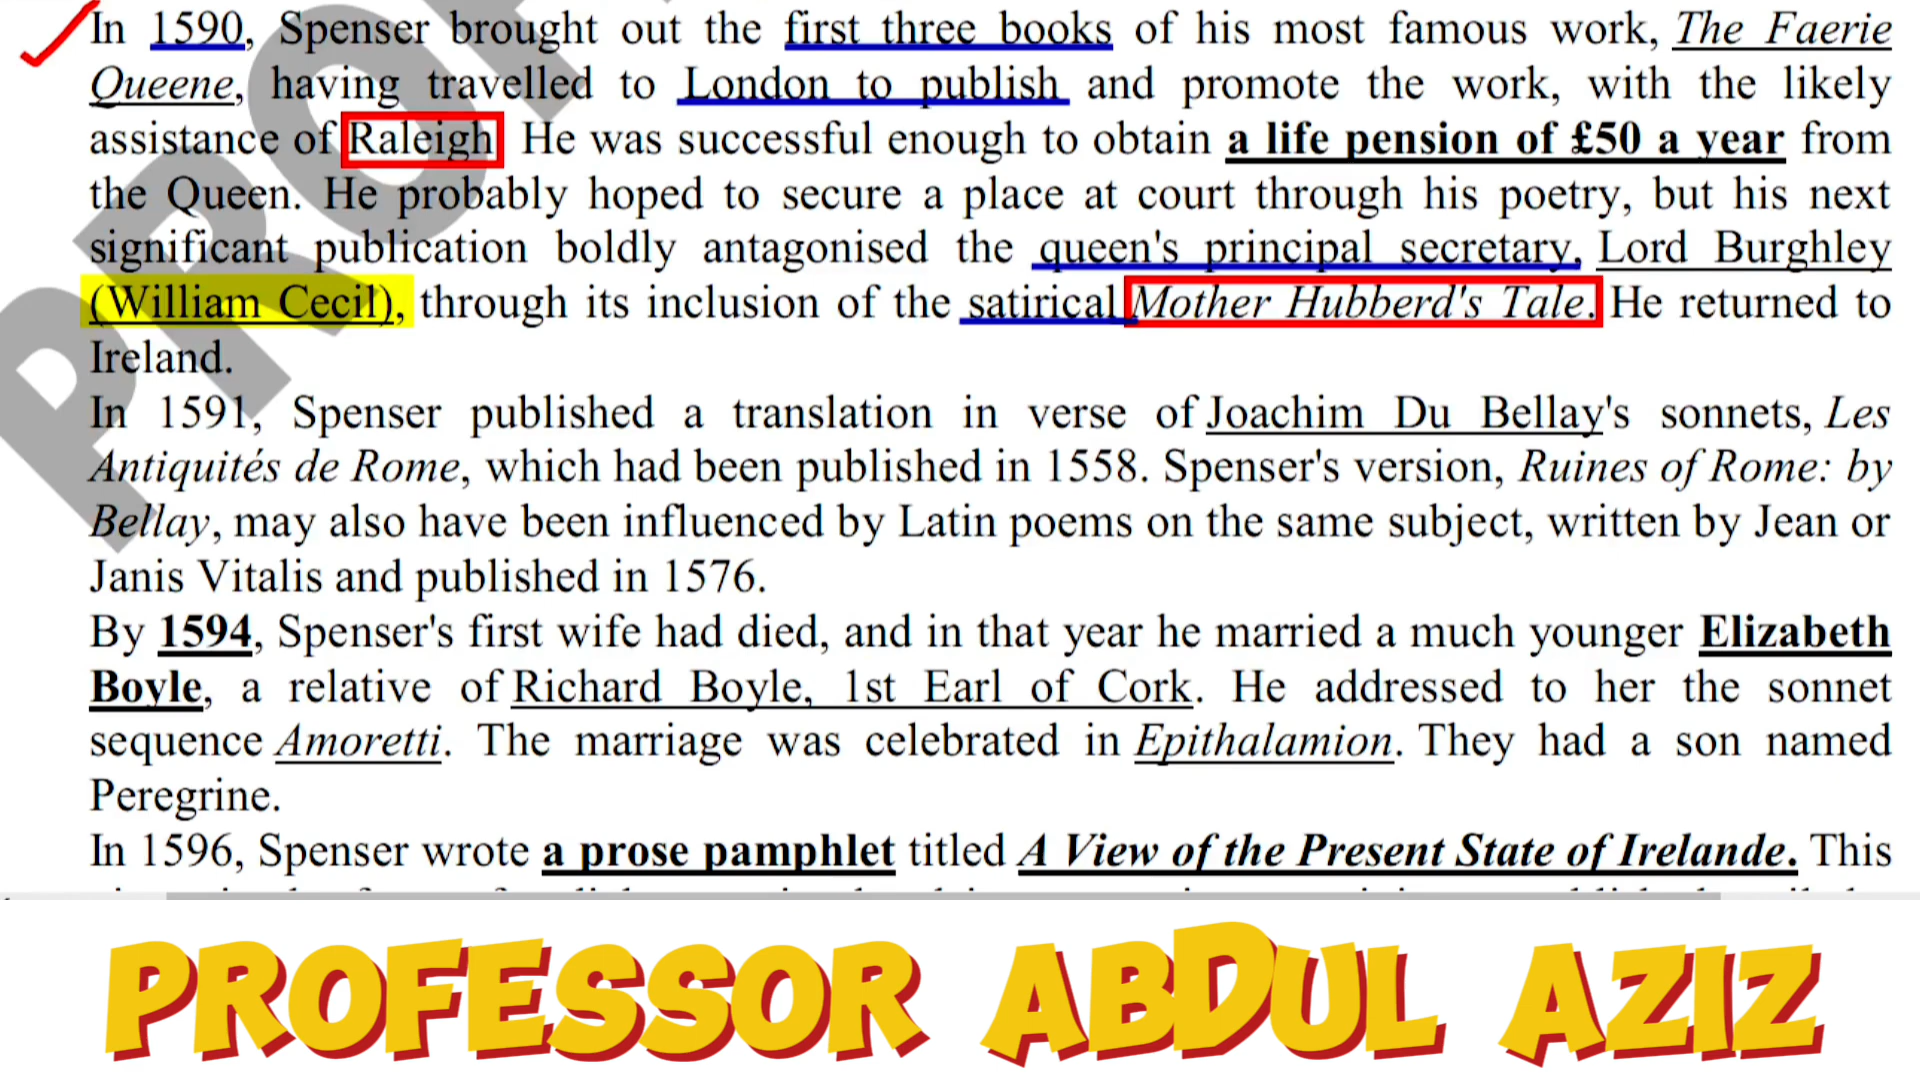 In 1590, Spenser brought out the first three books of his most famous work, The Faerie
Queene, having travelled to London to publish and promote the work, with the likely
assistance of Raleigh He was successful enough to obtain a life pension of £50 a year from
the Queen. He probably hoped to secure a place at court through his poetry, but his next
significant publication boldly antagonised the queen's principal secretary, Lord Burghley
(William Cecil), through its inclusion of the satirical Mother Hubberd's Tale. He returned to
Ireland.
In 1591, Spenser published a translation in verse of Joachim Du Bellay's sonnets, Les
Antiquités de Rome, which had been published in 1558. Spenser's version, Ruines of Rome: by
Bellay, may also have been influenced by Latin poems on the same subject, written by Jean or
Janis Vitalis and published in 1576.
By 1594, Spenser's first wife had died, and in that year he married a much younger Elizabeth
Boyle, a relative of Richard Boyle, 1st Earl of Cork. He addressed to her the sonnet
sequence Amoretti. The marriage was celebrated in Epithalamion. They had a son named
Peregrine.
In 1596, Spenser wrote a prose pamphlet titled A View of the Present State of Irelande. This
PROFESSOR ABDUL AZIZ